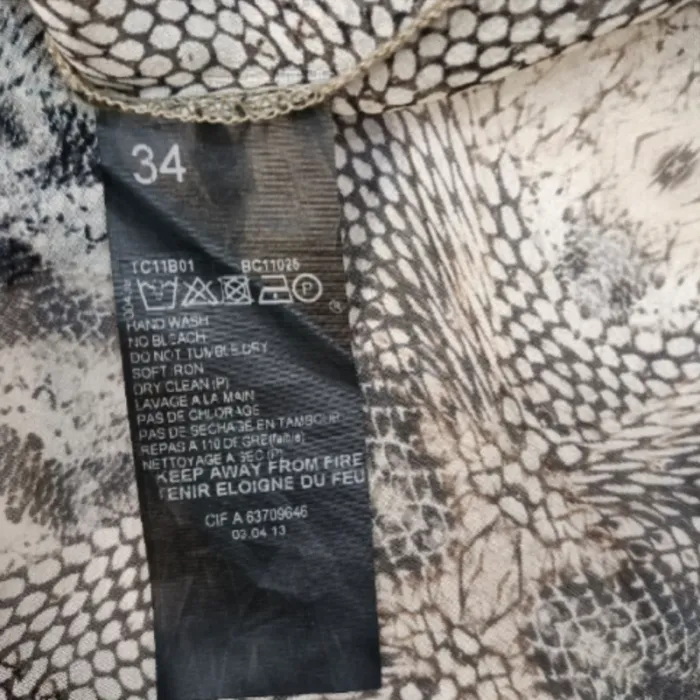 34
TC11B01 BC11025
P
HAND WASH
NO BLEACH
DO NOT TUMBLE DRY
SOFT IRON
DRY CLEAN (P)
LAVAGE A LA MAIN
PAS DE CHLORAGE
PAS DE SECHAGE EN TAMBOUR
REPAS A 110 DEGRE(faible)
NETTOYAGE A SEC(P)
KEEP AWAY FROM FIRE
TENIR ELOIGNE DU FEU
CIF A 63709646
03 04 13